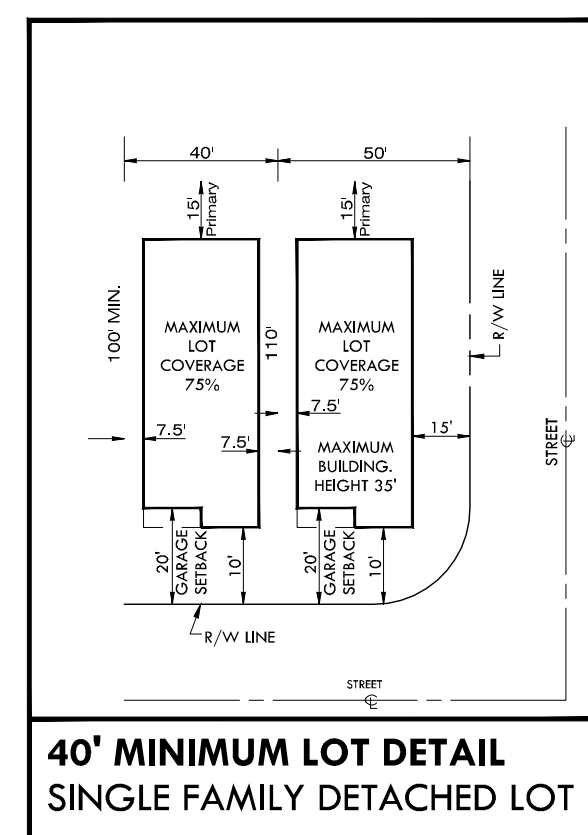 40' 50'
15' Primary 15' Primary
100' MIN. 110' R/W LINE
MAXIMUM
LOT
COVERAGE
75%
MAXIMUM
LOT
COVERAGE
75%
7.5' 7.5' 7.5' 15' STREET
MAXIMUM
BUILDING.
HEIGHT 35'
20' GARAGE
SETBACK 10' 20' GARAGE
SETBACK 10'
R/W LINE
STREET
40' MINIMUM LOT DETAIL
SINGLE FAMILY DETACHED LOT